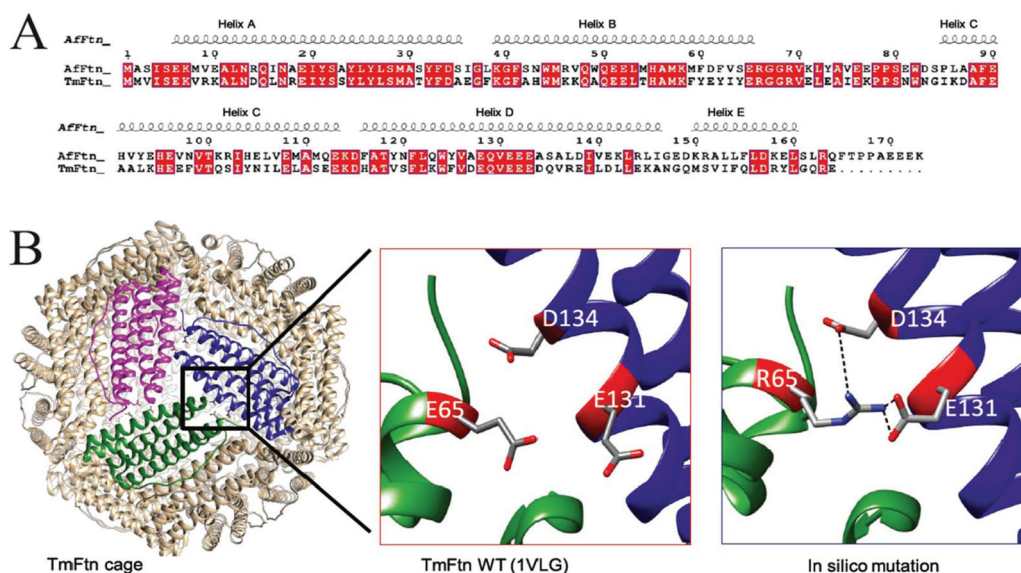 A
Helix A Helix B Helix C
AfFtn_
1 10 20 30 40 50 60 70 80 90
AfFtn_ MASISEKMVEALNRQINAEIYSAYLYLSMASYFDSIGLKGFSNWMRVQWQEELMHAMKMFDFVSERGGRVKLYAVEEPPSEWDSPLAAFE
TmFtn_ MMVISEKVRKALNDQLNREIYSSYLYLSMATYFDAEGFKGFAHWMKKQAQEELTHAMKFYEYIYERGGRVELEAIEKPPSNWNGIKDAFE
Helix C Helix D Helix E
AfFtn_
100 110 120 130 140 150 160 170
AfFtn_ HVYEHEVNVTKRIHELVEMAMQEKDFATYNFLQWYVAEQVEEEASALDIVEKLRLIGEDKRALLFLDKELSLRQFTPPAEEEK
TmFtn_ AALKHEEFVTQSIYNILELASEEKDHATVSFLKWFVDEQVEEEDQVREILDLLEKANGQMSVIFQLDRYLGQRE.........
B
D134
E65
E131
D134
R65
E131
TmFtn cage
TmFtn WT (1VLG)
In silico mutation